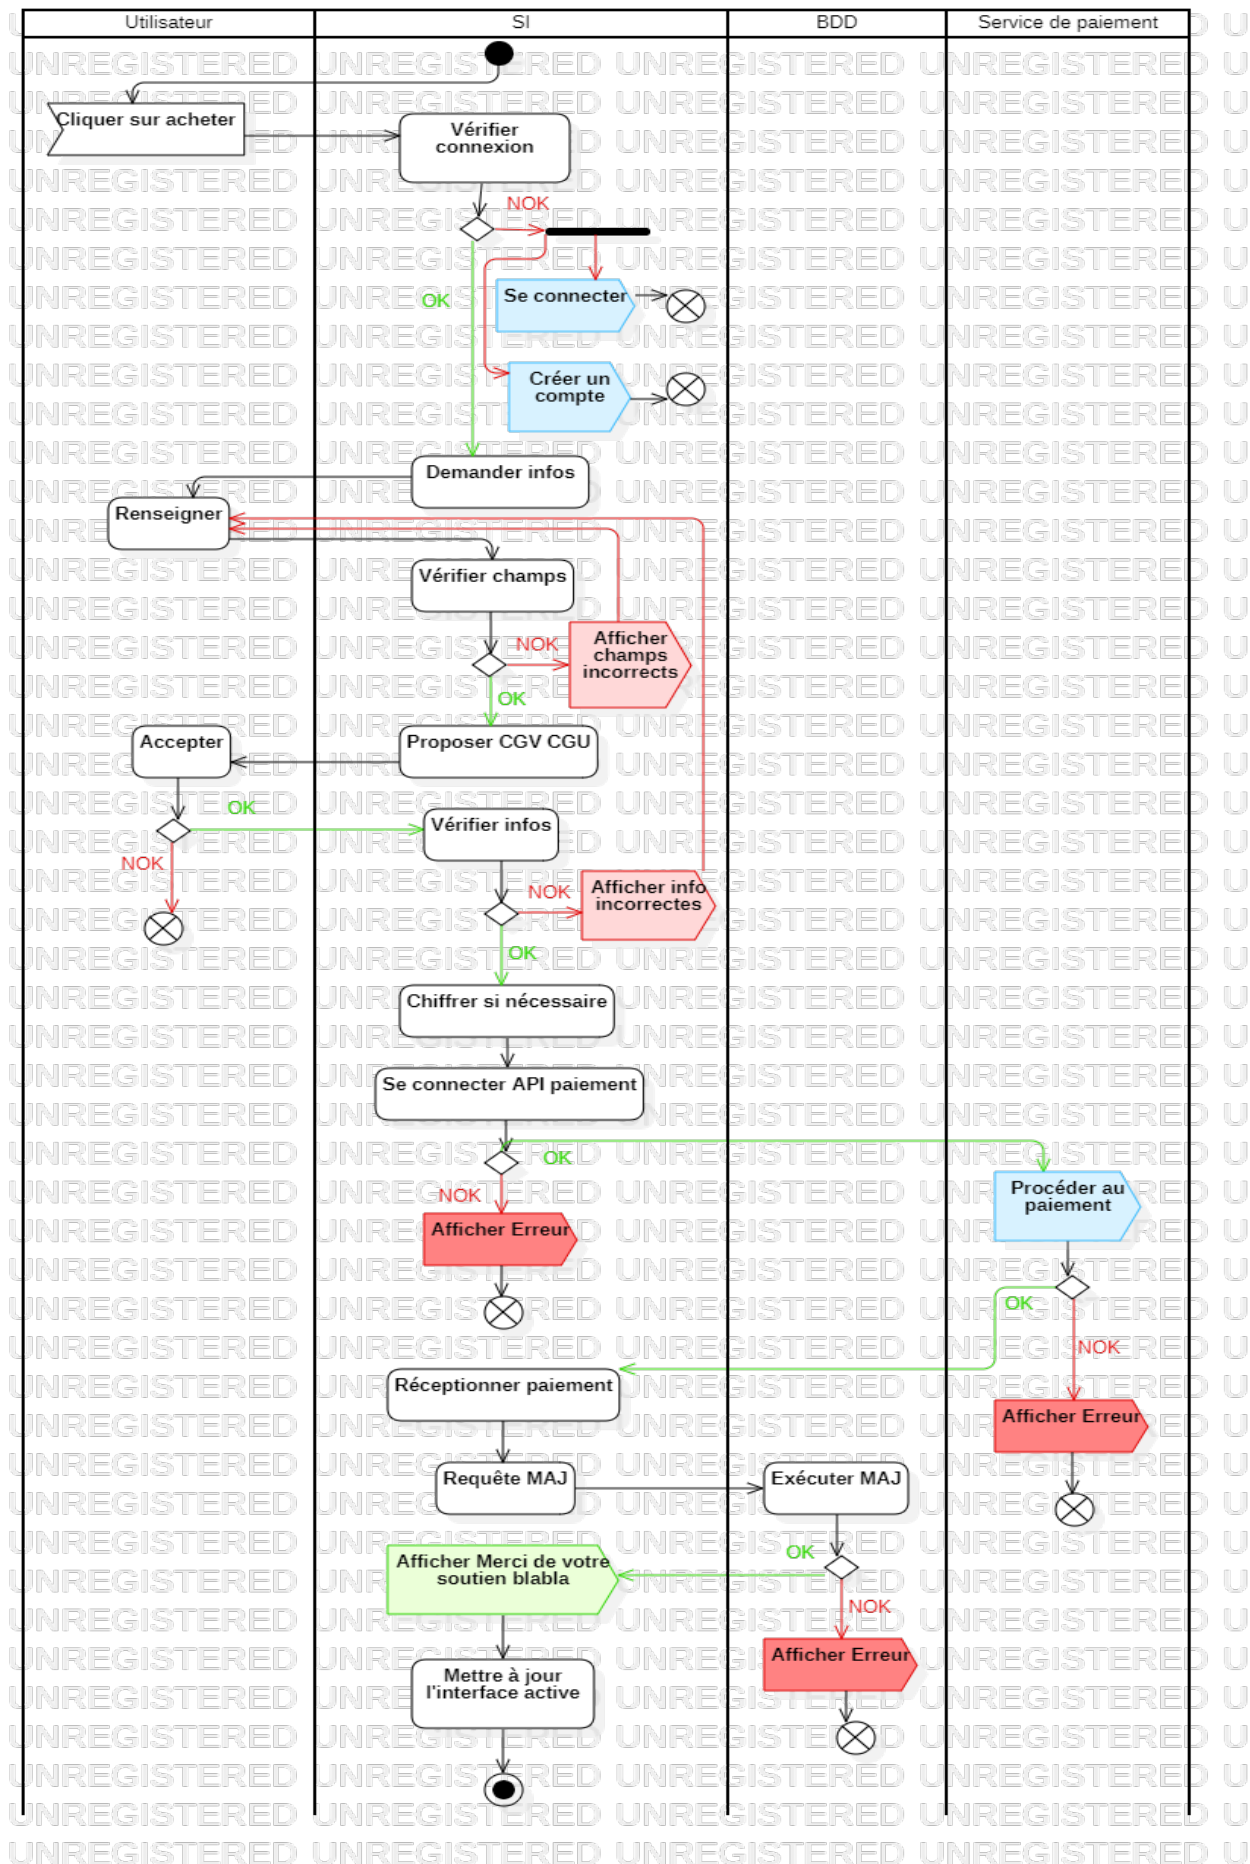 Utilisateur
SI
BDD
Service de paiement
Cliquer sur acheter
Vérifier
connexion
NOK
OK
Se connecter
Créer un
compte
Demander infos
Renseigner
Vérifier champs
NOK
Afficher
champs
incorrects
OK
Accepter
Proposer CGV CGU
OK
Vérifier infos
NOK
NOK
Afficher info
incorrectes
OK
Chiffrer si nécessaire
Se connecter API paiement
OK
NOK
Procéder au
paiement
Afficher Erreur
OK
NOK
Réceptionner paiement
Afficher Erreur
Requête MAJ
Exécuter MAJ
OK
Afficher Merci de votre
soutien blabla
NOK
Afficher Erreur
Mettre à jour
l'interface active
UNREGISTERED